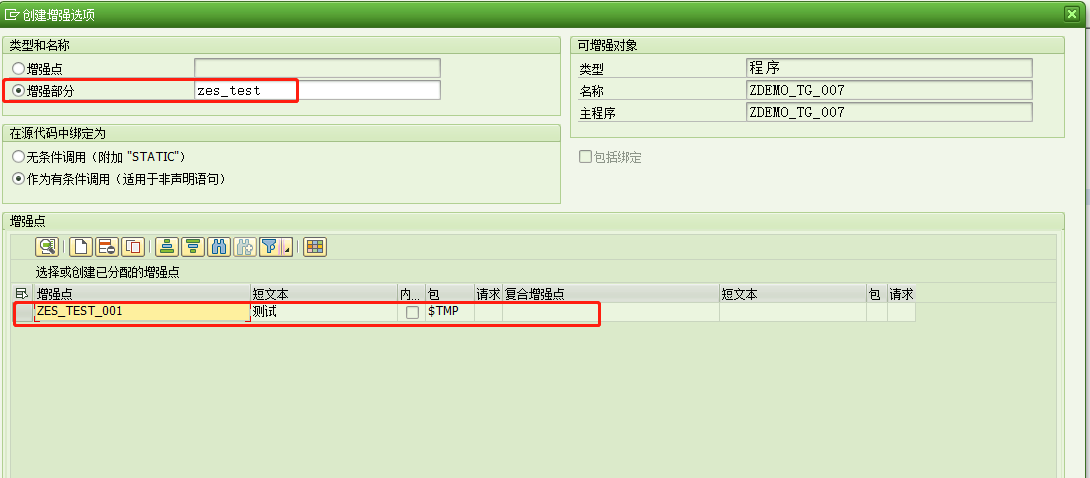 创建增强选项
类型和名称
增强点
增强部分 zes_test
在源代码中绑定为
无条件调用（附加 "STATIC"）
作为有条件调用（适用于非声明语句）
可增强对象
类型 程序
名称 ZDEMO_TG_007
主程序 ZDEMO_TG_007
包括绑定
增强点
选择或创建已分配的增强点
增强点 短文本 内... 包 请求 复合增强点 短文本 包 请求
ZES_TEST_001 测试 $TMP